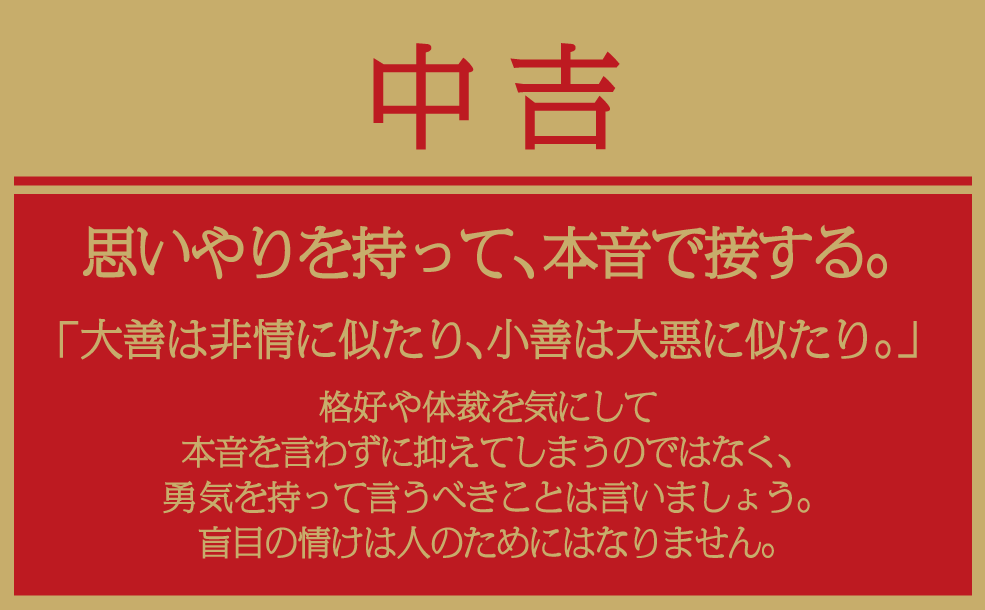 中吉
思いやりを持って、本音で接する。
「大善は非情に似たり、小善は大悪に似たり。」
格好や体裁を気にして
本音を言わずに抑えてしまうのではなく、
勇気を持って言うべきことは言いましょう。
盲目の情けは人のためにはなりません。